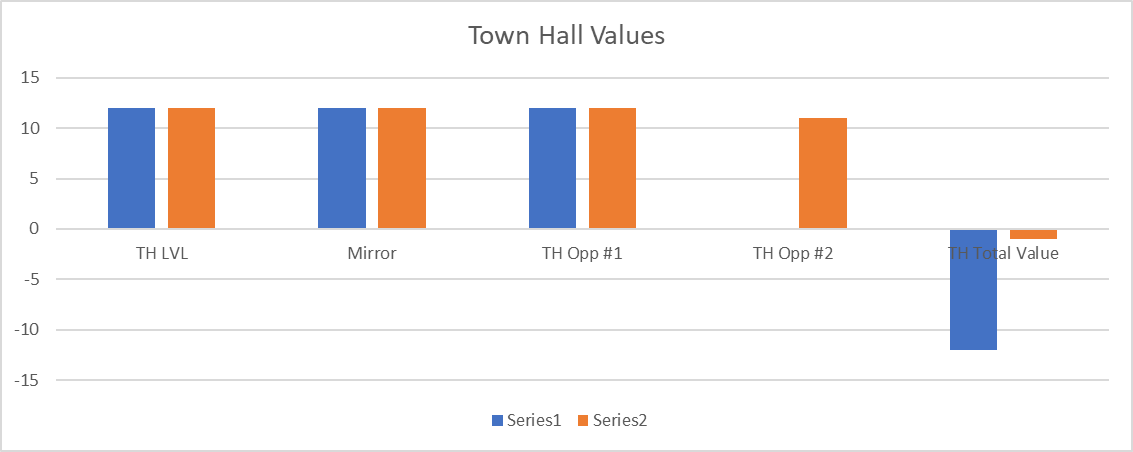 Town Hall Values
15
10
5
0
-5
-10
-15
TH LVL Mirror TH Opp #1 TH Opp #2 TH Total Value
Series1 Series2